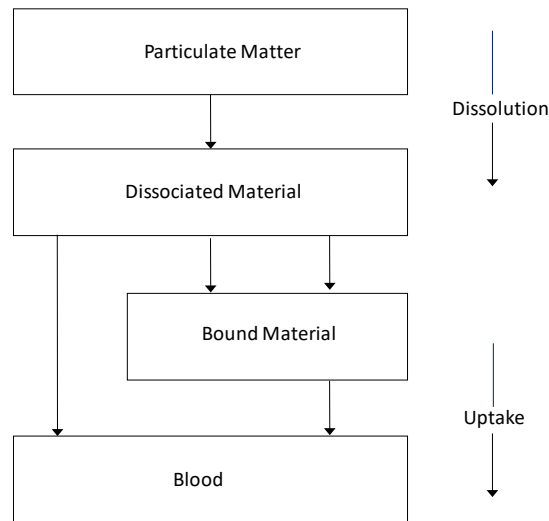 Particulate Matter
Dissolution
Dissociated Material
Bound Material
Uptake
Blood